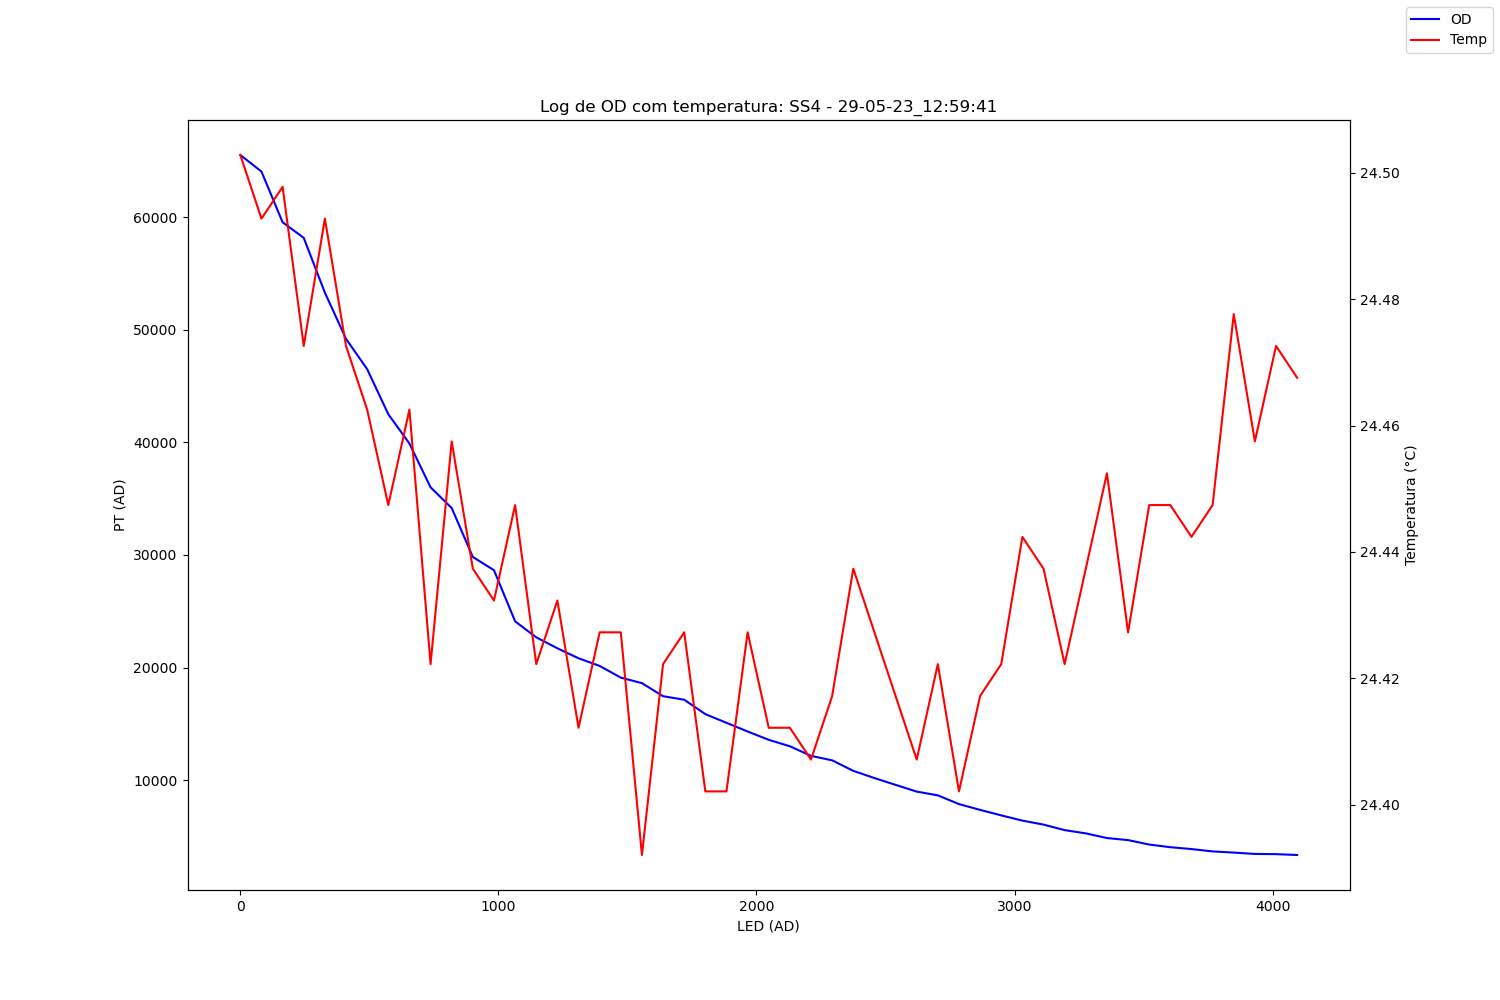 OD
Temp
Log de OD com temperatura: SS4 - 29-05-23_12:59:41
60000
50000
40000
30000
20000
10000
PT (AD)
24.50
24.48
24.46
24.44
24.42
24.40
Temperatura (°C)
0
1000
2000
3000
4000
LED (AD)